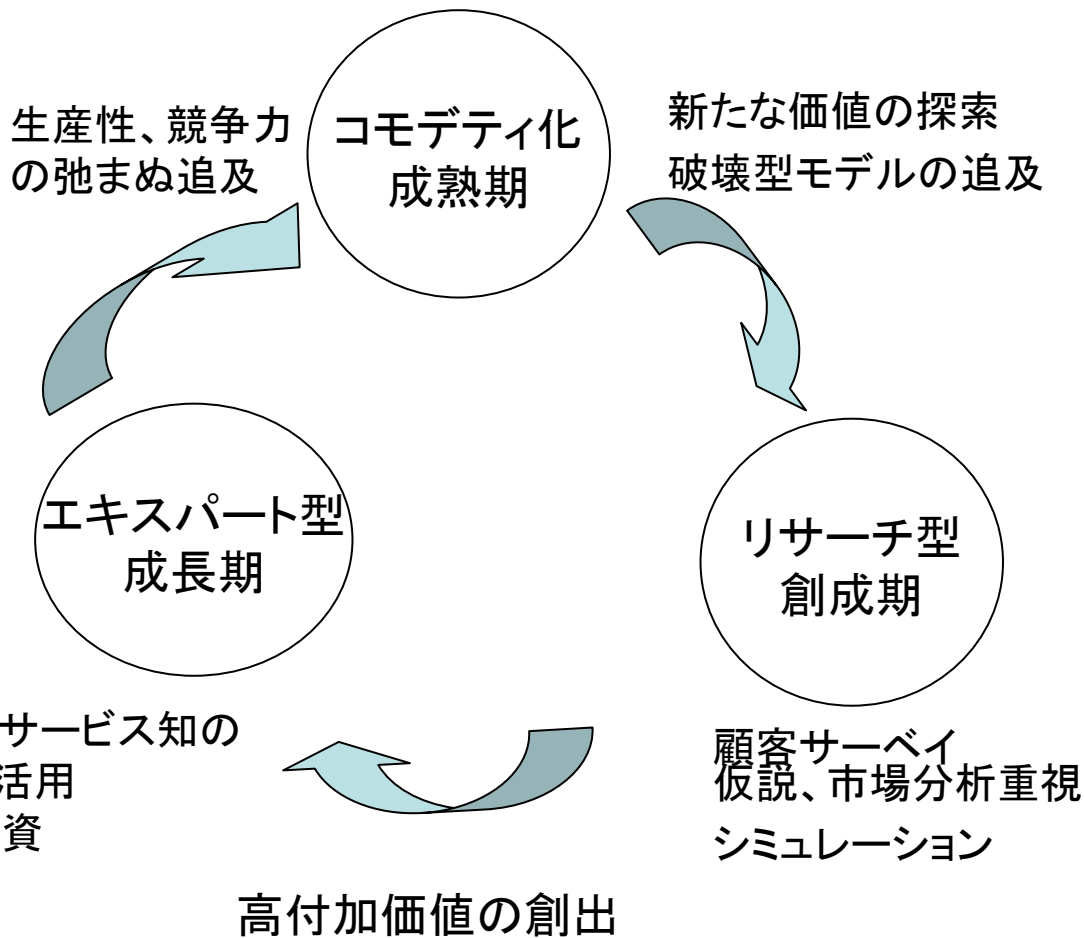 生産性、競争力
の弛まぬ追及
コモデティ化
成熟期
新たな価値の探索
破壊型モデルの追及
エキスパート型
成長期
リサーチ型
創成期
サービス知の
活用
資
顧客サーベイ
仮説、市場分析重視
シミュレーション
高付加価値の創出